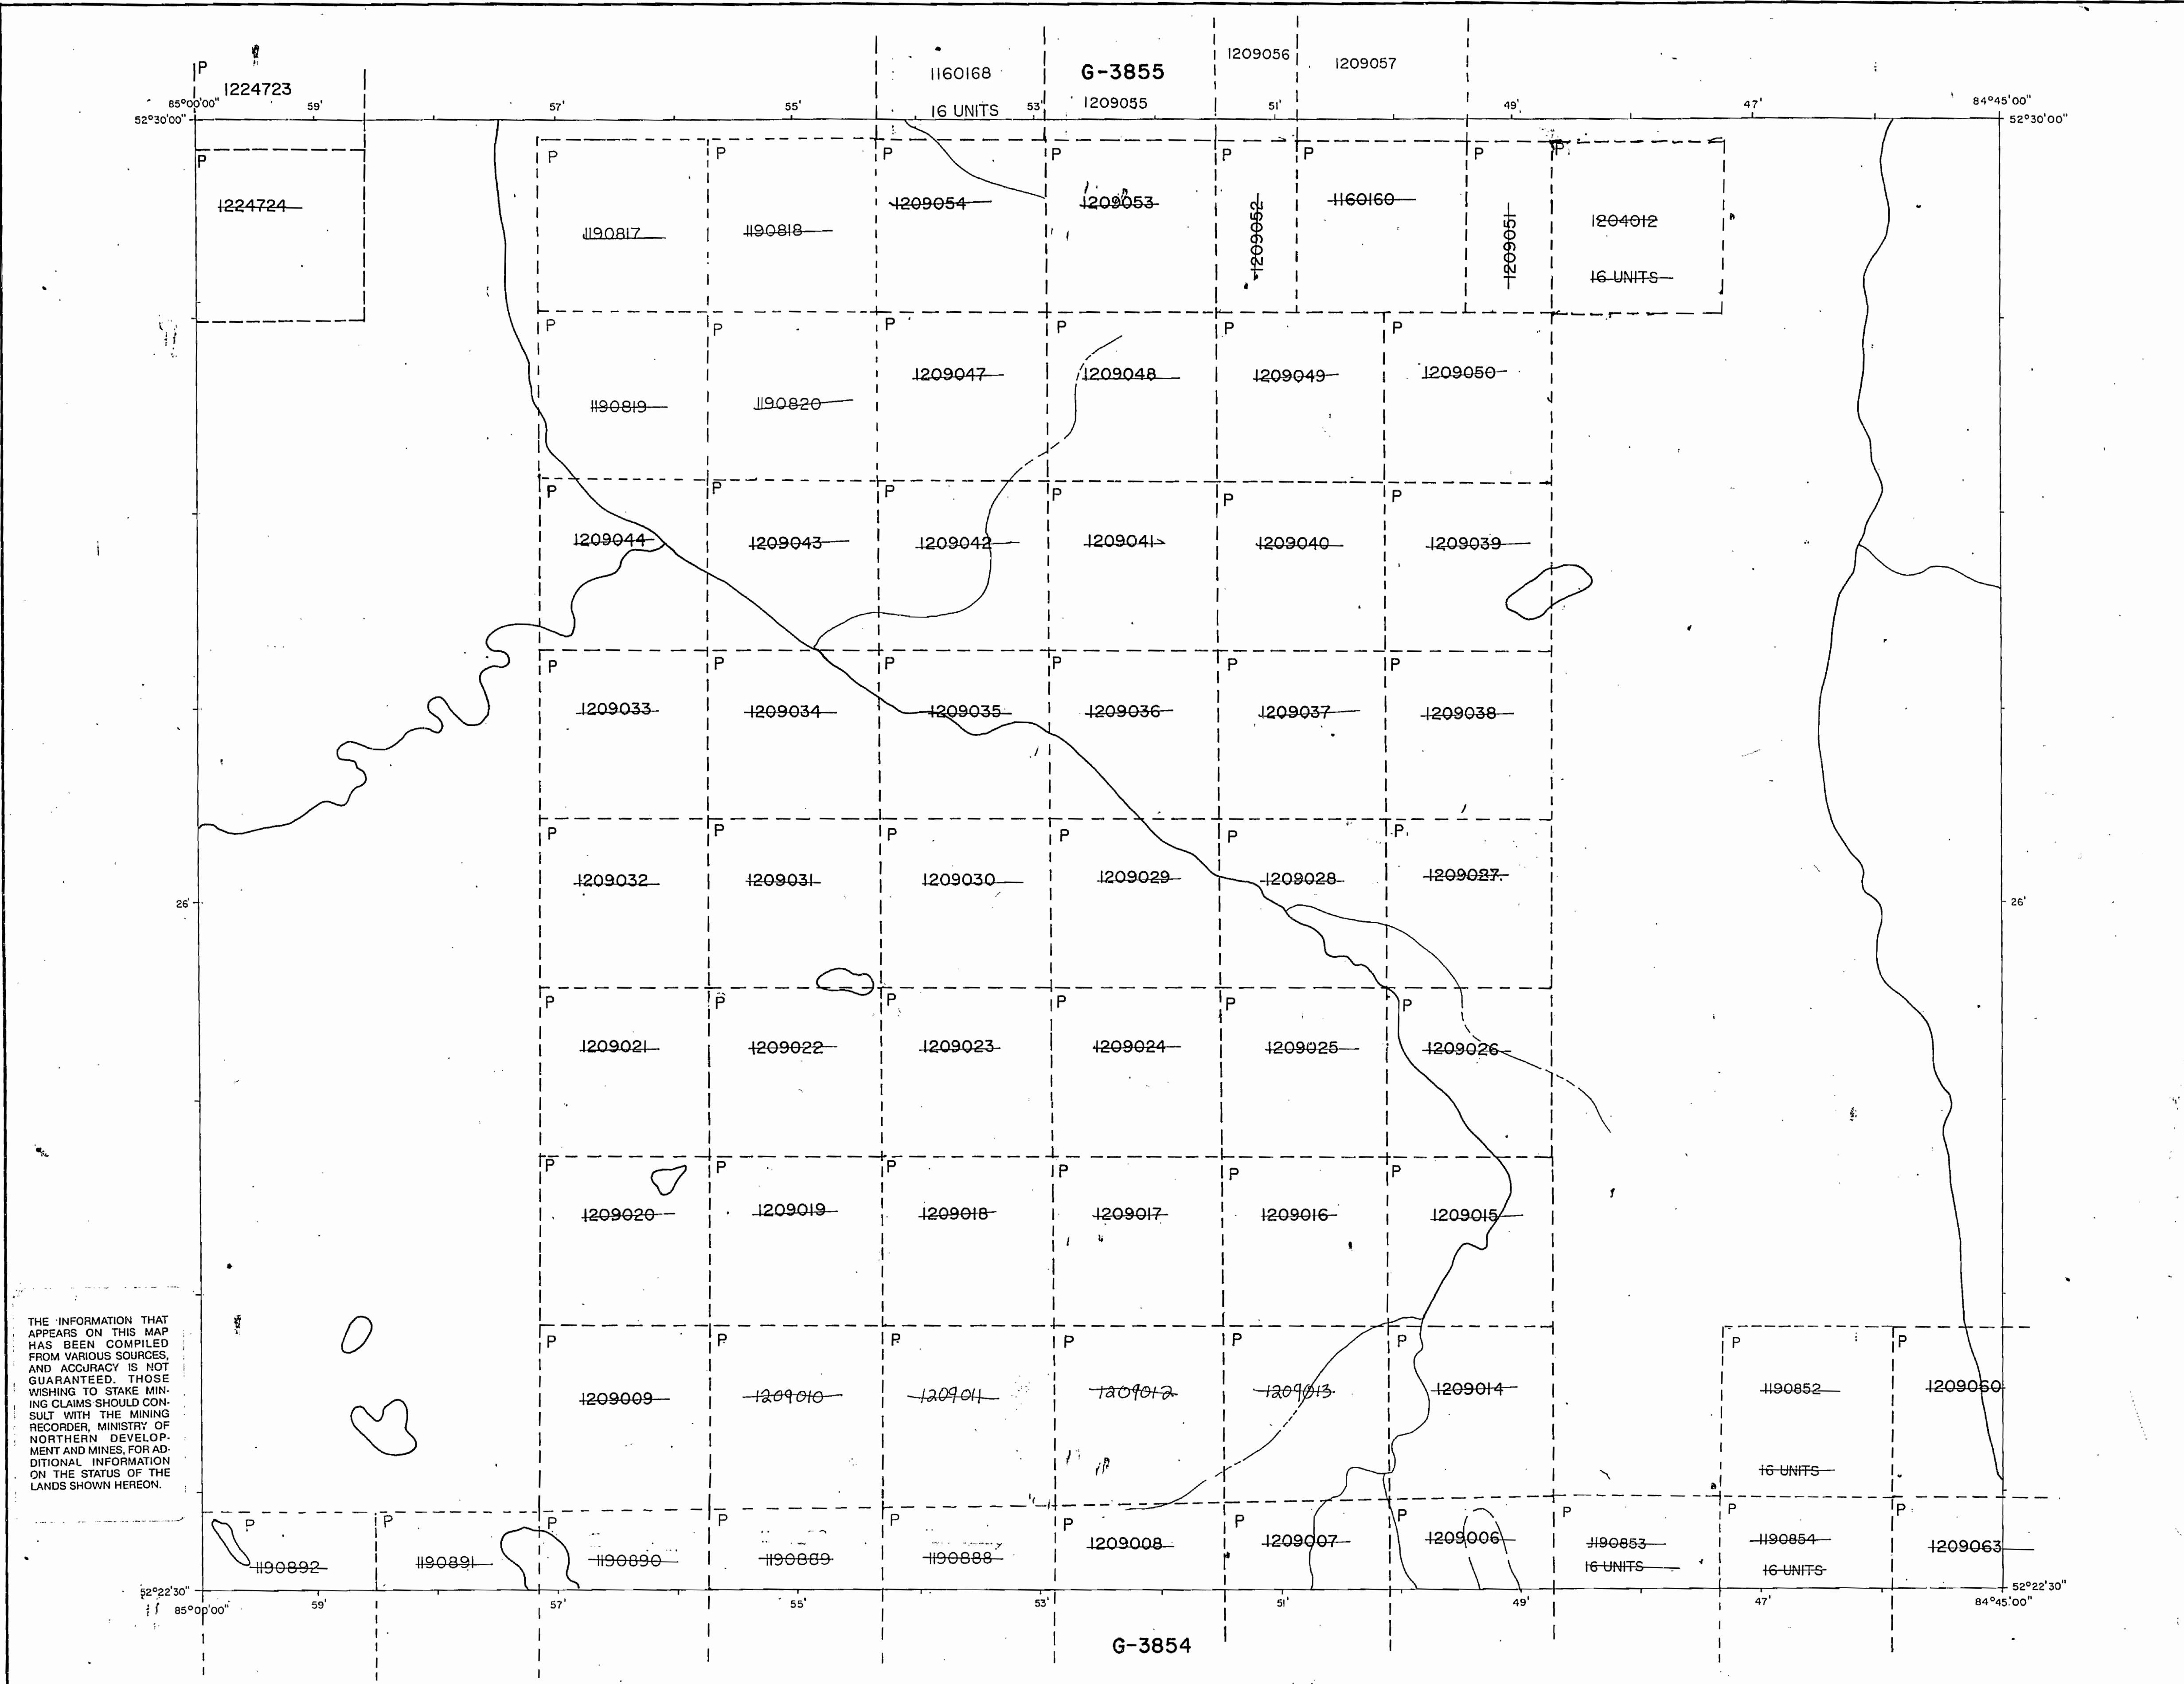 1160168
G-3855
1209056
1209057
P
1224723
16 UNITS
1209055
85°00'00"
59'
57'
55'
53'
51'
49'
47'
84°45'00"
52°30'00"
52°30'00"
P
P
P
P
P
P
P
P
P
1224724
1190817
1190818
1209054
1209053
1209052
1160160
1209051
1204012
16 UNITS
P
P
P
P
P
P
1190819
1190820
1209047
1209048
1209049
1209050
P
P
P
P
P
P
1209044
1209043
1209042
1209041
1209040
1209039
P
P
P
P
P
P
1209033
1209034
1209035
1209036
1209037
1209038
P
P
P
P
P
P
1209032
1209031
1209030
1209029
1209028
1209027
26'
26'
P
P
P
P
P
P
1209021
1209022
1209023
1209024
1209025
1209026
P
P
P
P
P
P
1209020
1209019
1209018
1209017
1209016
1209015
P
P
P
P
P
P
P
P
1209009
1209010
1209011
1209012
1209013
1209014
1190852
1209060
16 UNITS
THE INFORMATION THAT
APPEARS ON THIS MAP
HAS BEEN COMPILED
FROM VARIOUS SOURCES,
AND ACCURACY IS NOT
GUARANTEED. THOSE
WISHING TO STAKE MIN-
ING CLAIMS SHOULD CON-
SULT WITH THE MINING
RECORDER, MINISTRY OF
NORTHERN DEVELOP-
MENT AND MINES, FOR AD-
DITIONAL INFORMATION
ON THE STATUS OF THE
LANDS SHOWN HEREON.
P
P
P
P
P
P
P
P
P
P
P
1190892
1190891
1190890
1190889
1190888
1209008
1209007
1209006
1190853
16 UNITS
1190854
16 UNITS
1209063
52°22'30"
52°22'30"
85°00'00"
59'
57'
55'
53'
51'
49'
47'
84°45'00"
G-3854